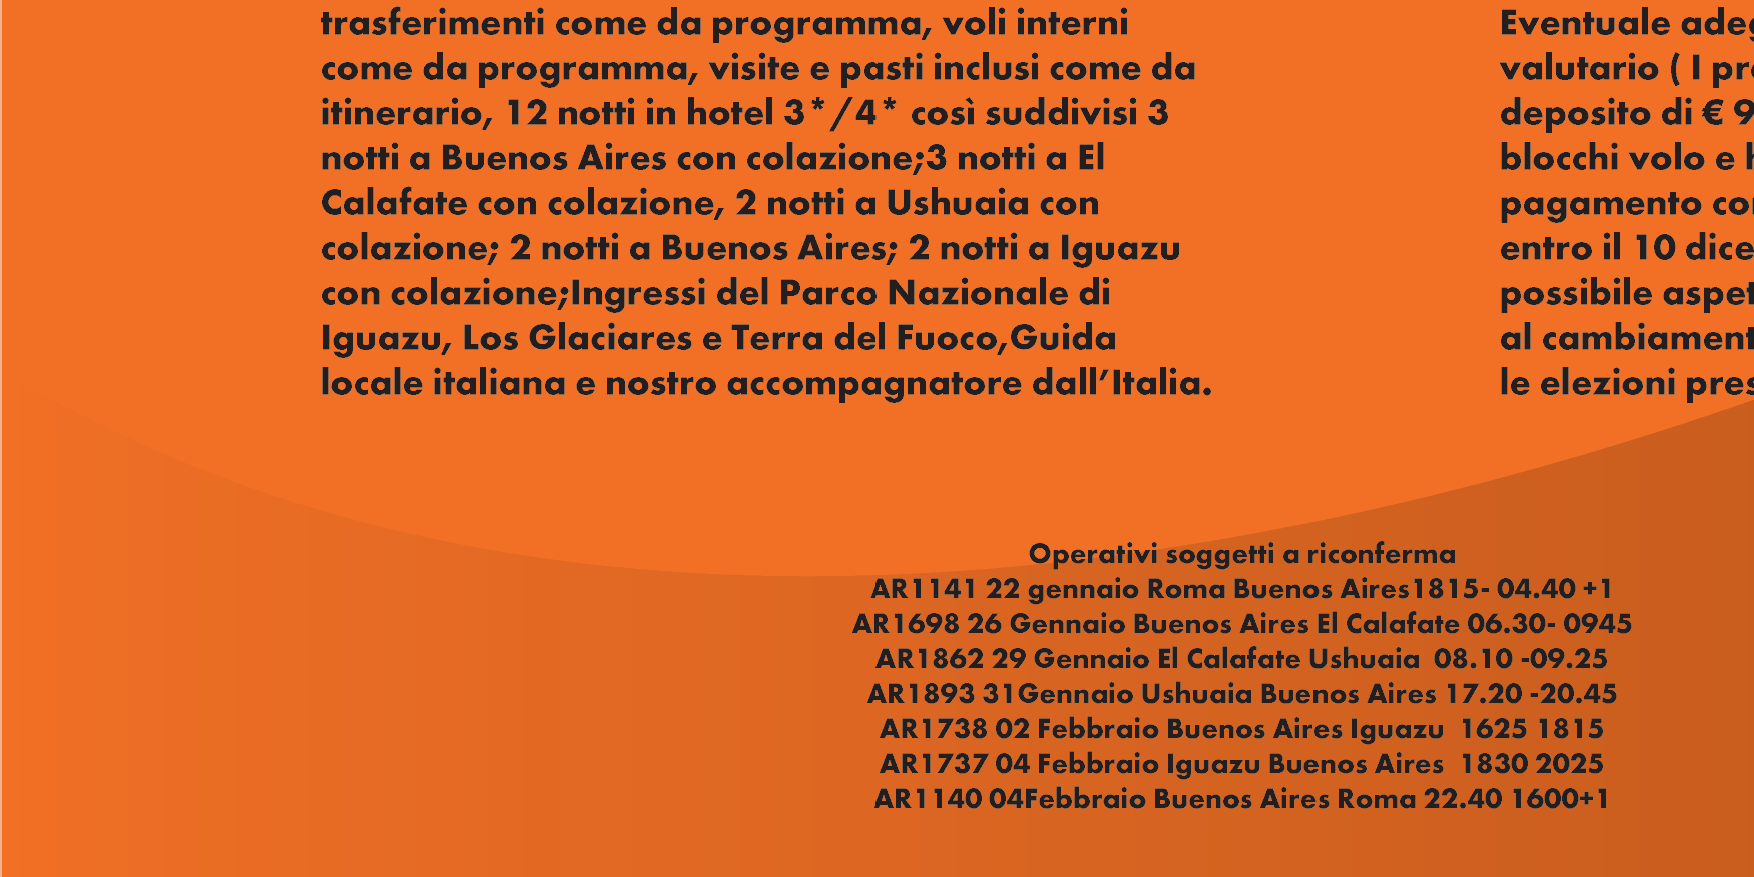 trasferimenti come da programma, voli interni
come da programma, visite e pasti inclusi come da
itinerario, 12 notti in hotel 3*/4* così suddivisi 3
notti a Buenos Aires con colazione;3 notti a El
Calafate con colazione, 2 notti a Ushuaia con
colazione; 2 notti a Buenos Aires; 2 notti a Iguazu
con colazione;Ingressi del Parco Nazionale di
Iguazu, Los Glaciares e Terra del Fuoco,Guida
locale italiana e nostro accompagnatore dall'Italia.
Eventuale
valutario ( I
deposito di € 9
blocchi volo e
pagamento
entro il 10
possibile
al
le elezioni
Operativi soggetti a riconferma
AR1141 22 gennaio Roma Buenos Aires1815- 04.40 +1
AR1698 26 Gennaio Buenos Aires El Calafate 06.30- 0945
AR1862 29 Gennaio El Calafate Ushuaia 08.10 -09.25
AR1893 31Gennaio Ushuaia Buenos Aires 17.20 -20.45
AR1738 02 Febbraio Buenos Aires Iguazu 1625 1815
AR1737 04 Febbraio Iguazu Buenos Aires 1830 2025
AR1140 04Febbraio Buenos Aires Roma 22.40 1600+1